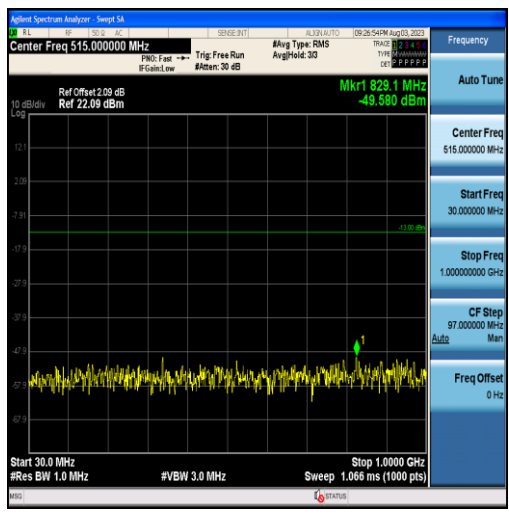 Agilent Spectrum Analyzer - Swept SA
RL RF 50 Ω AC SENSE:INT ALIGN AUTO 09:26:54PM Aug 03, 2023
Center Freq 515.000000 MHz #Avg Type: RMS TRACE 1 2 3 4 5 6 Frequency
PNO: Fast Trig: Free Run Avg|Hold: 3/3 TYPE
IFGain:Low #Atten: 30 dB DET P P P P P P
Auto Tune
Ref Offset 2.09 dB Mkr1 829.1 MHz
10 dB/div Ref 22.09 dBm -49.580 dBm
Log
Center Freq
515.000000 MHz
12.1
2.09
Start Freq
30.000000 MHz
-7.91
-13.00 dBm
-17.9
Stop Freq
1.000000000 GHz
-27.9
-37.9
CF Step
97.000000 MHz
Auto Man
1
-47.9
-57.9
Freq Offset
0 Hz
-67.9
Start 30.0 MHz Stop 1.0000 GHz
#Res BW 1.0 MHz #VBW 3.0 MHz Sweep 1.066 ms (1000 pts)
MSG STATUS